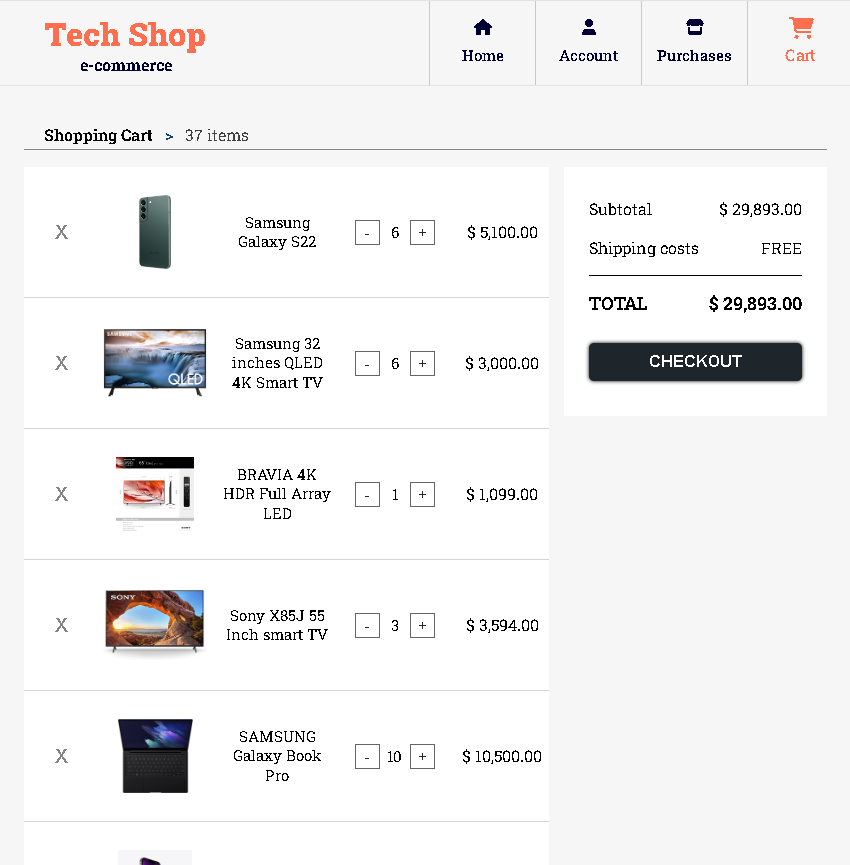 Tech Shop
e-commerce
Home
Account
Purchases
Cart
Shopping Cart > 37 items
X
Samsung
Galaxy S22
- 6 +
$ 5,100.00
X
SAMSUNG
QLED
Samsung 32
inches QLED
4K Smart TV
- 6 +
$ 3,000.00
X
BRAVIA 4K
HDR Full Array
LED
- 1 +
$ 1,099.00
X
SONY
Sony X85J 55
Inch smart TV
- 3 +
$ 3,594.00
X
SAMSUNG
Galaxy Book
Pro
- 10 +
$ 10,500.00
Subtotal $ 29,893.00
Shipping costs FREE
TOTAL $ 29,893.00
CHECKOUT